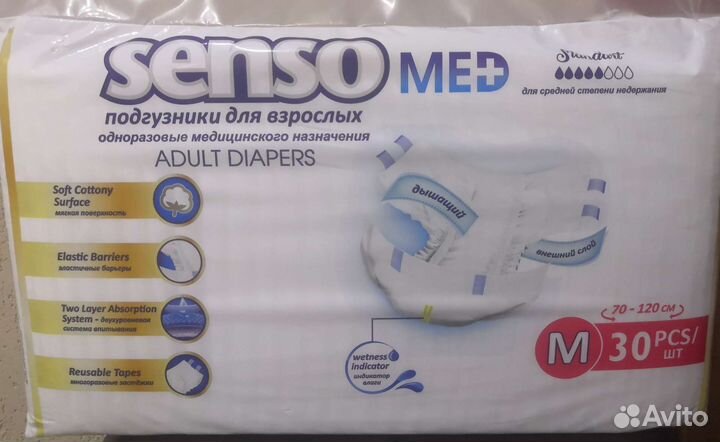 senso MED
Standart
для средней степени недержания
подгузники для взрослых
одноразовые медицинского назначения
ADULT DIAPERS
Soft Cottony
Surface
мягкая поверхность
Elastic Barriers
эластичные барьеры
Two Layer Absorption
System - двухуровневая
система впитывания
Reusable Tapes
многоразовые застёжки
дышащий
внешний слой
wetness
indicator
индикатор
влаги
70 - 120 см
M 30 PCS/
ШТ
Avito